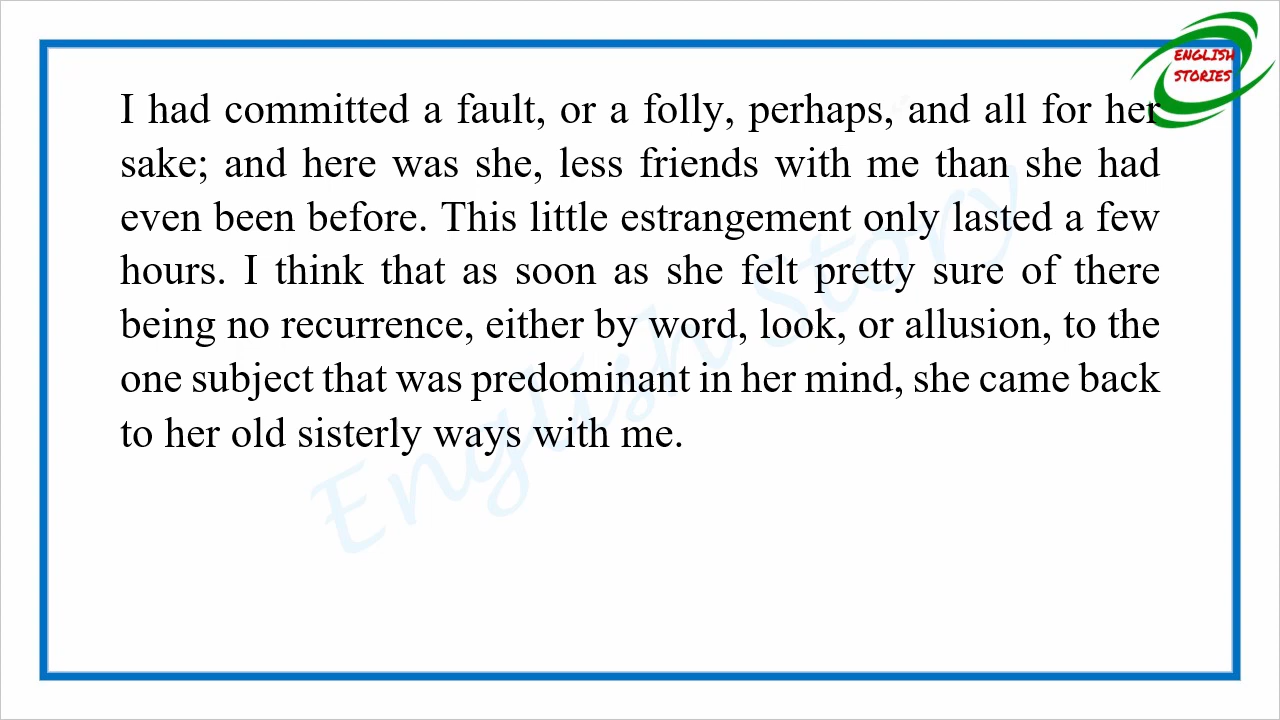 ENGLISH
STORIES
I had committed a fault, or a folly, perhaps, and all for her
sake; and here was she, less friends with me than she had
even been before. This little estrangement only lasted a few
hours. I think that as soon as she felt pretty sure of there
being no recurrence, either by word, look, or allusion, to the
one subject that was predominant in her mind, she came back
to her old sisterly ways with me.
English Story